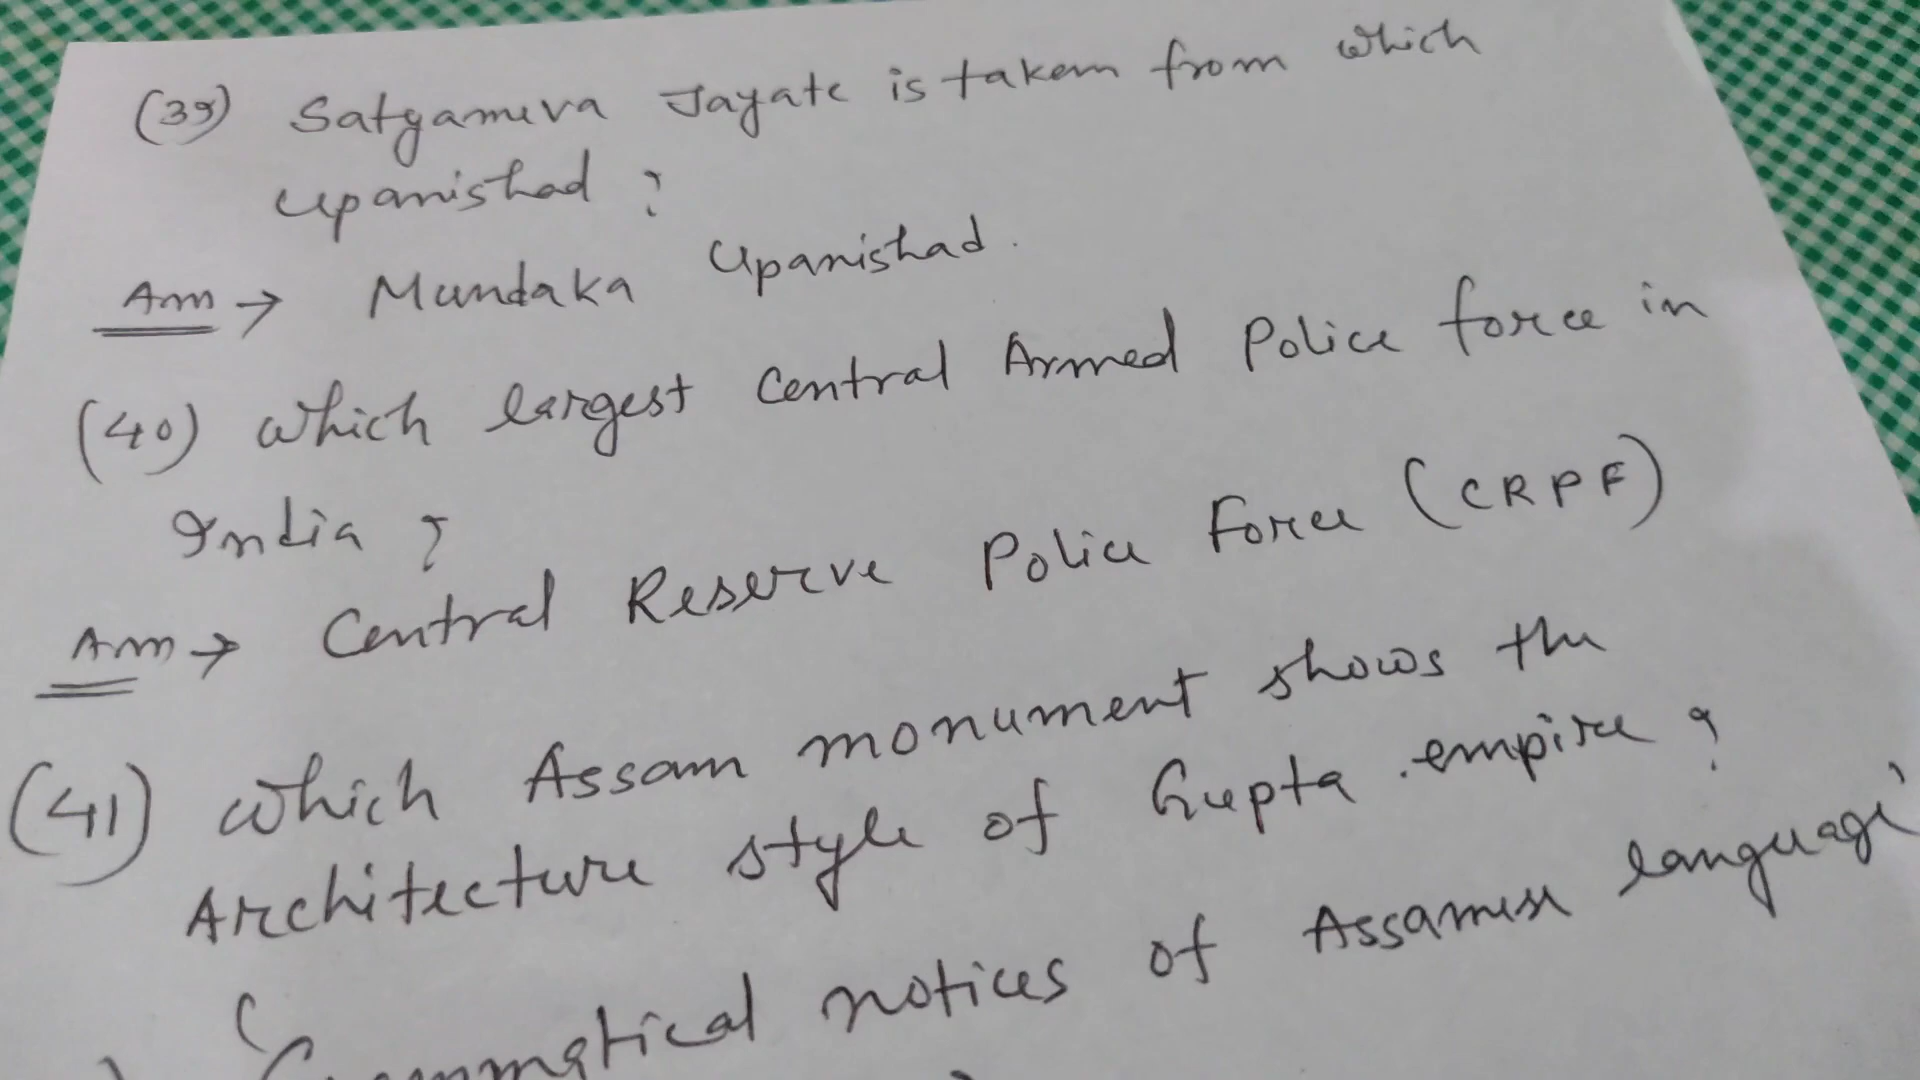 (39) Satyameva Jayate is taken from which
Upanishad ?
Ans → Mundaka Upanishad.
(40) which largest Central Armed Police force in
India ?
Ans → Central Reserve Police Force (CRPF)
(41) which Assam monument shows the
Architecture style of Gupta empire ?
Grammatical notices of Assamese language